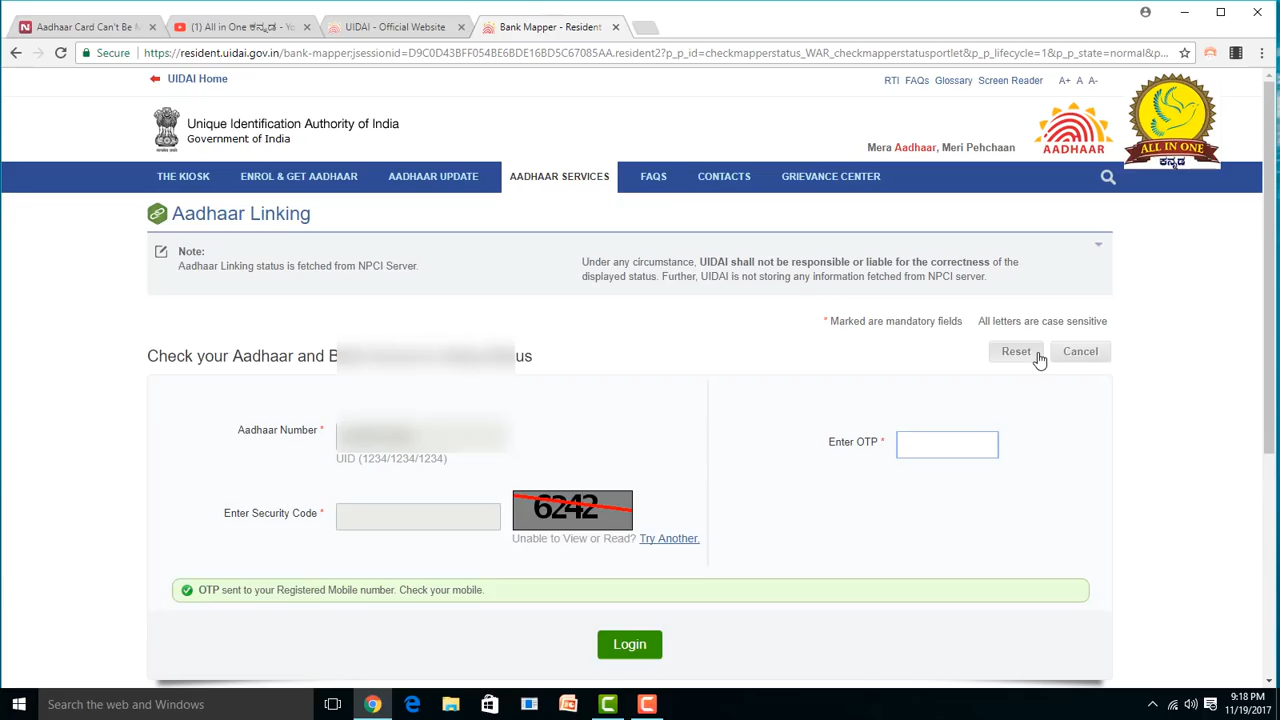 Aadhaar Card Can't Be M
(1) All in One ಕನ್ನಡ - Yo
UIDAI - Official Website
Bank Mapper - Resident
Secure
https://resident.uidai.gov.in/bank-mapper;jsessionid=D9C0D43BFF054BE6BDE16BD5C67085AA.resident2?p_p_id=checkmapperstatus_WAR_checkmapperstatusportlet&p_p_lifecycle=1&p_p_state=normal&p...
UIDAI Home
RTI FAQs Glossary Screen Reader A+ A A-
Unique Identification Authority of India
Government of India
Mera Aadhaar, Meri Pehchaan
AADHAAR
ALL IN ONE
ಕನ್ನಡ
THE KIOSK ENROL & GET AADHAAR AADHAAR UPDATE AADHAAR SERVICES FAQS CONTACTS GRIEVANCE CENTER
Aadhaar Linking
Note:
Aadhaar Linking status is fetched from NPCI Server.
Under any circumstance, UIDAI shall not be responsible or liable for the correctness of the
displayed status. Further, UIDAI is not storing any information fetched from NPCI server.
* Marked are mandatory fields All letters are case sensitive
Check your Aadhaar and B us
Reset Cancel
Aadhaar Number *
UID (1234/1234/1234)
Enter OTP *
Enter Security Code *
6242
Unable to View or Read? Try Another.
OTP sent to your Registered Mobile number. Check your mobile.
Login
Search the web and Windows
9:18 PM
11/19/2017